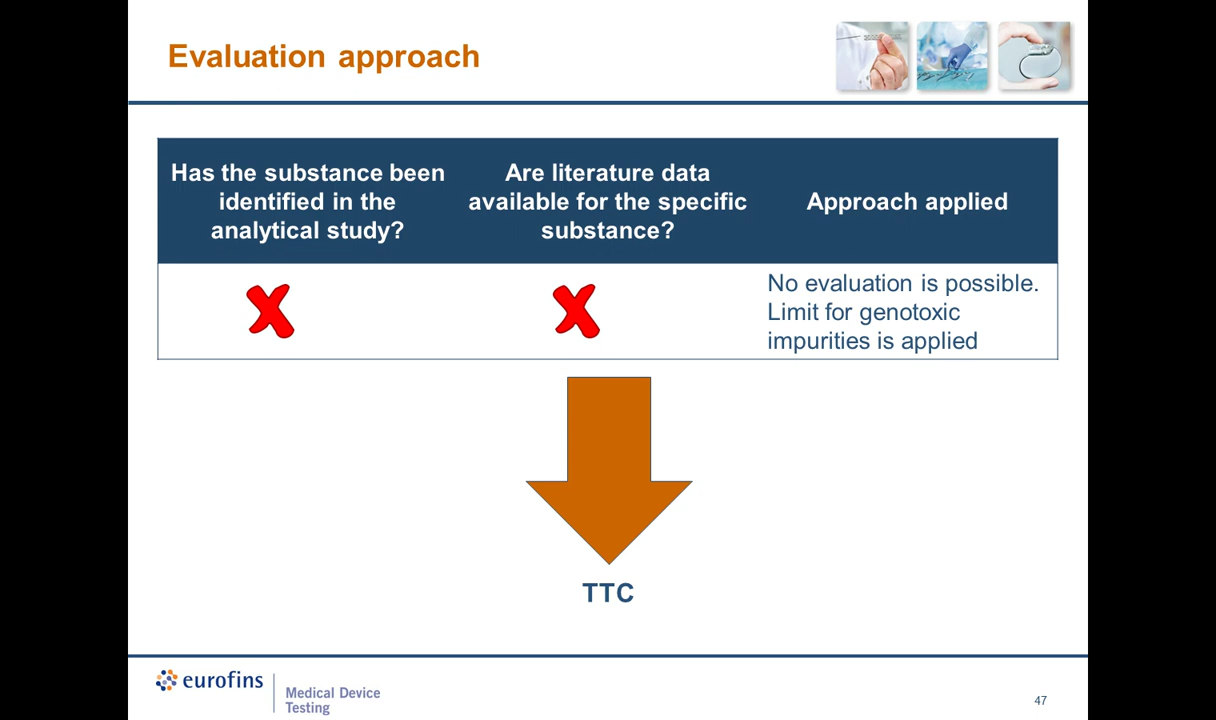 Evaluation approach
Has the substance been
identified in the
analytical study?
Are literature data
available for the specific
substance?
Approach applied
No evaluation is possible.
Limit for genotoxic
impurities is applied
TTC
eurofins
Medical Device
Testing
47